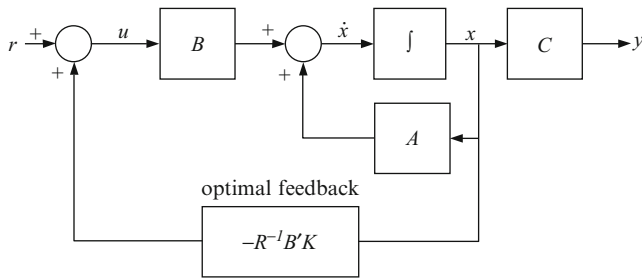 r + + u B + + ẋ ∫ x C y
A
optimal feedback
−R⁻¹B′K